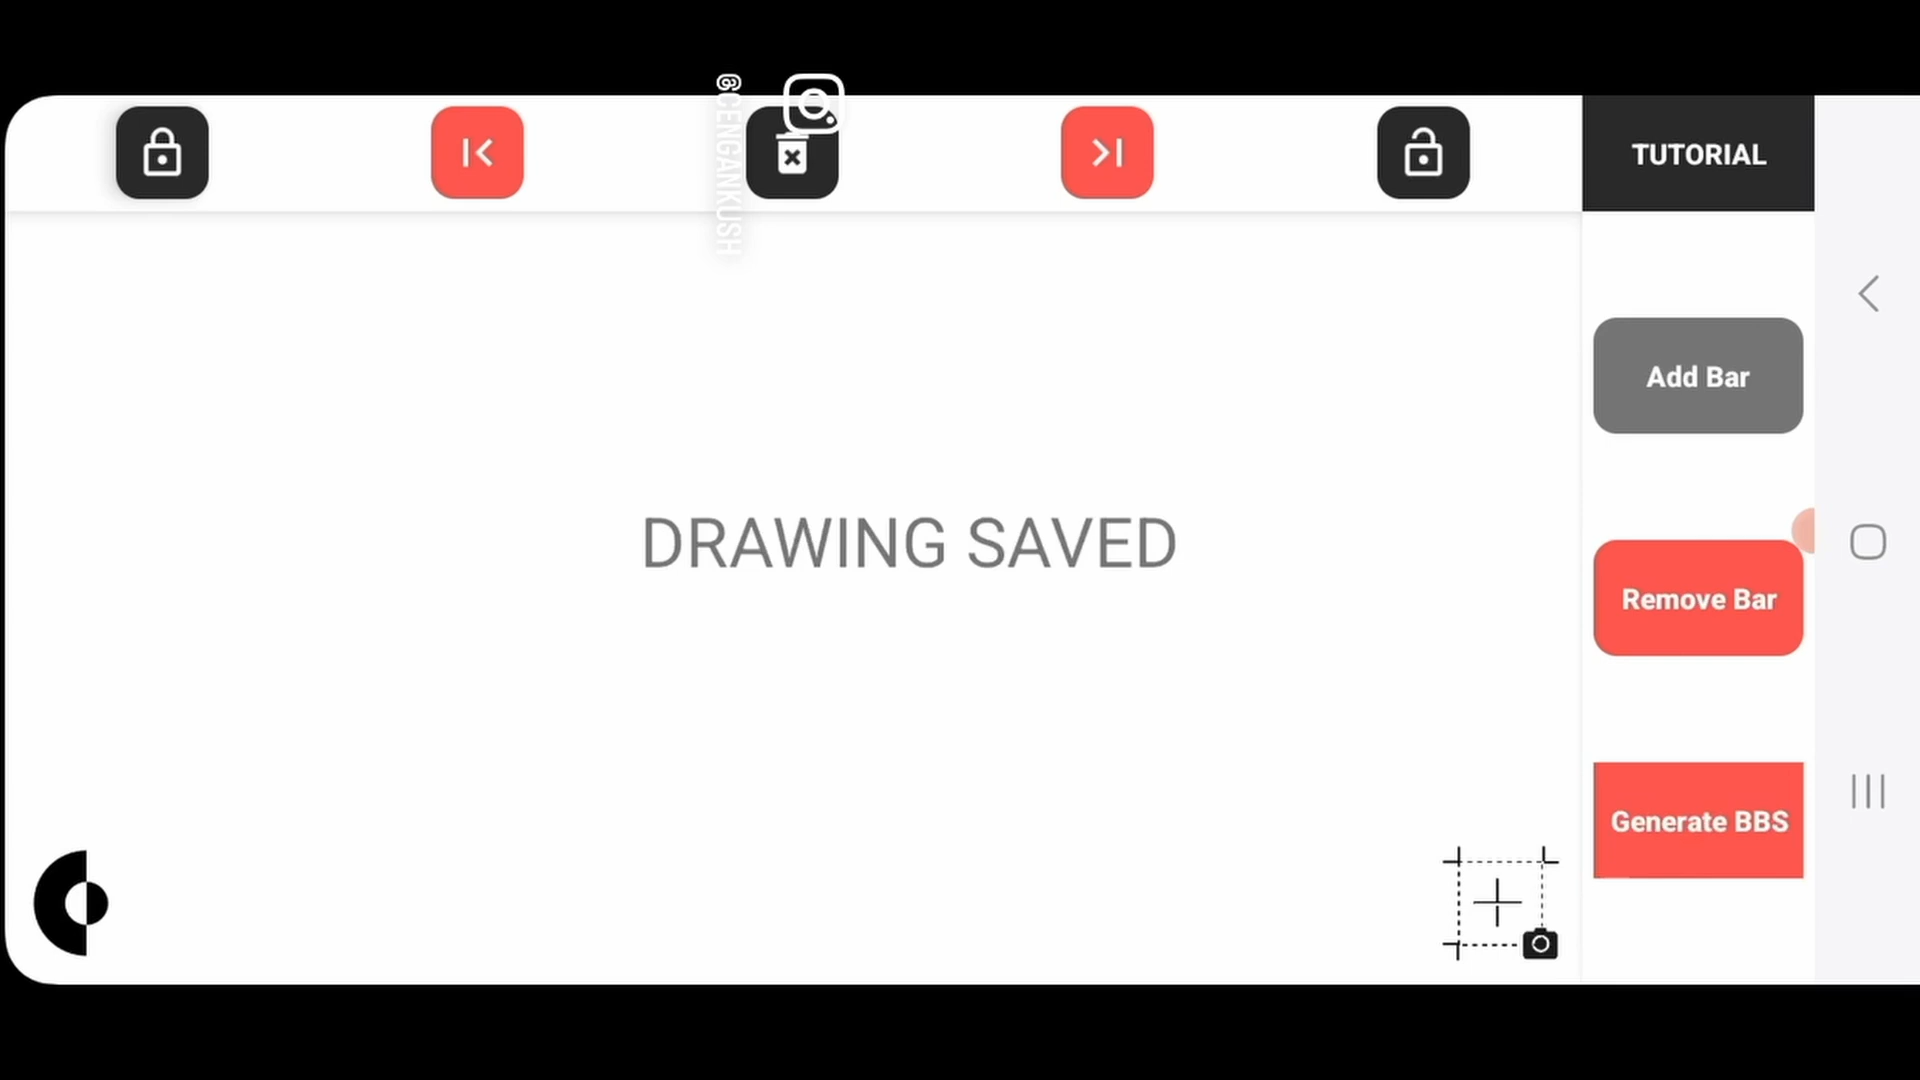 @CENGANKUSH
TUTORIAL
Add Bar
DRAWING SAVED
Remove Bar
Generate BBS